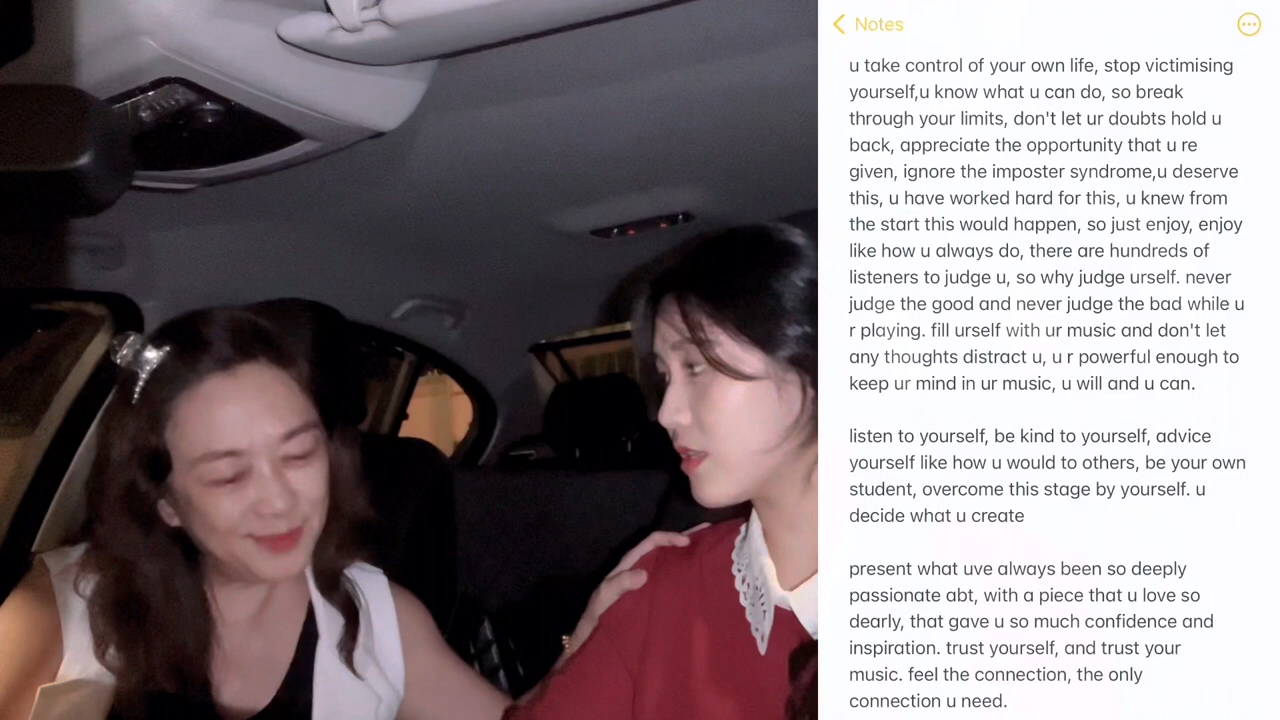 Notes
u take control of your own life, stop victimising
yourself,u know what u can do, so break
through your limits, don't let ur doubts hold u
back, appreciate the opportunity that u re
given, ignore the imposter syndrome,u deserve
this, u have worked hard for this, u knew from
the start this would happen, so just enjoy, enjoy
like how u always do, there are hundreds of
listeners to judge u, so why judge urself. never
judge the good and never judge the bad while u
r playing. fill urself with ur music and don't let
any thoughts distract u, u r powerful enough to
keep ur mind in ur music, u will and u can.
listen to yourself, be kind to yourself, advice
yourself like how u would to others, be your own
student, overcome this stage by yourself. u
decide what u create
present what uve always been so deeply
passionate abt, with a piece that u love so
dearly, that gave u so much confidence and
inspiration. trust yourself, and trust your
music. feel the connection, the only
connection u need.